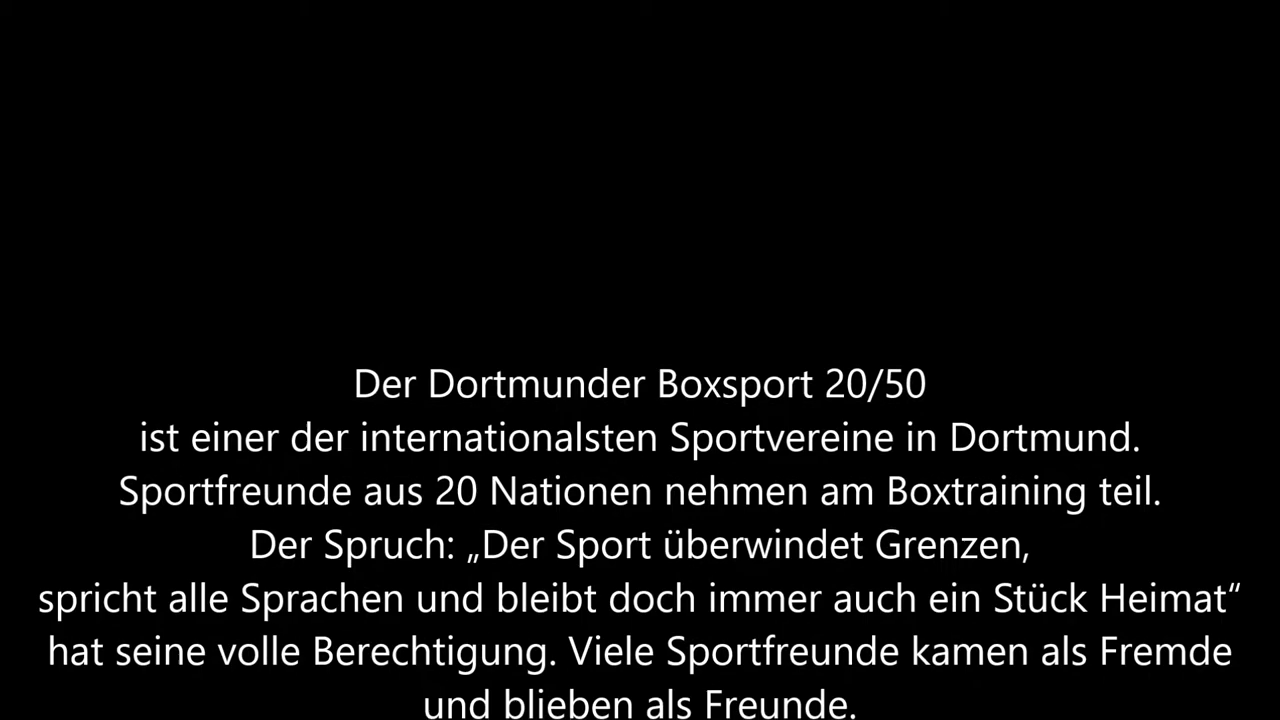 Der Dortmunder Boxsport 20/50
ist einer der internationalsten Sportvereine in Dortmund.
Sportfreunde aus 20 Nationen nehmen am Boxtraining teil.
Der Spruch: „Der Sport überwindet Grenzen,
spricht alle Sprachen und bleibt doch immer auch ein Stück Heimat“
hat seine volle Berechtigung. Viele Sportfreunde kamen als Fremde
und blieben als Freunde.